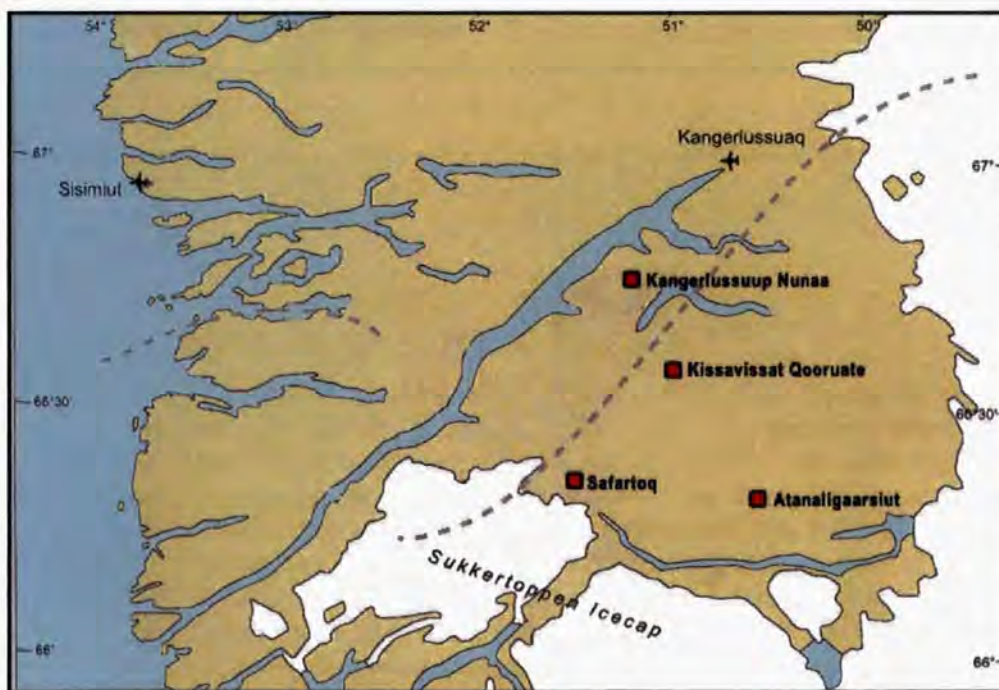 54° 53° 52° 51° 50°
Kangerlussuaq
67° 67°
Sisimiut
Kangerlussuup Nunaa
Kissavissat Qooruate
66°30' 66°30'
Safartoq
Atanaligaarsiut
Sukkertoppen Icecap
66° 66°